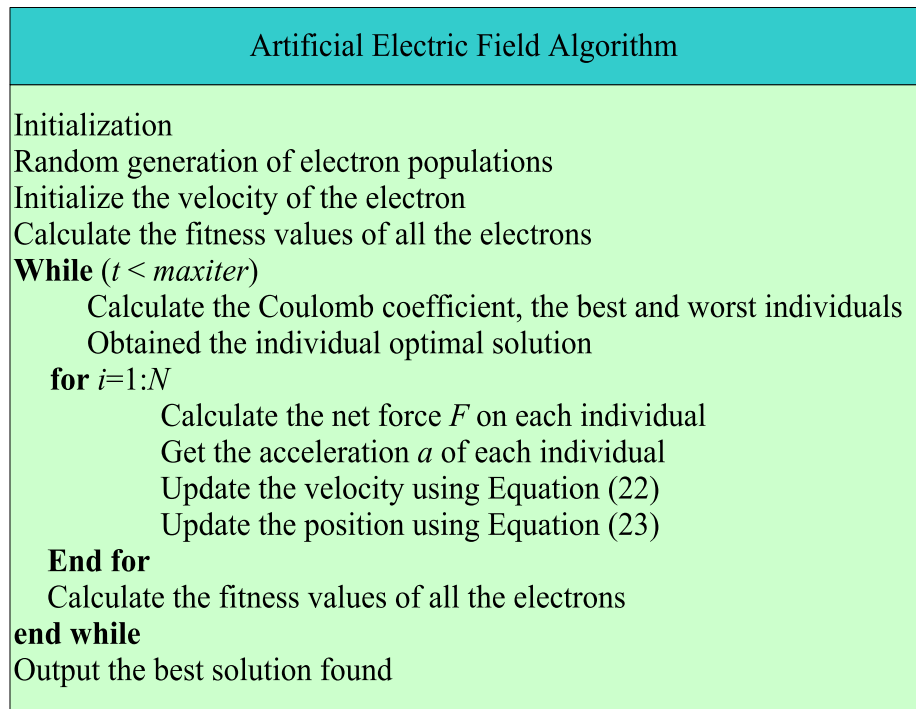 Artificial Electric Field Algorithm
Initialization
Random generation of electron populations
Initialize the velocity of the electron
Calculate the fitness values of all the electrons
While (t < maxiter)
Calculate the Coulomb coefficient, the best and worst individuals
Obtained the individual optimal solution
for i=1:N
Calculate the net force F on each individual
Get the acceleration a of each individual
Update the velocity using Equation (22)
Update the position using Equation (23)
End for
Calculate the fitness values of all the electrons
end while
Output the best solution found